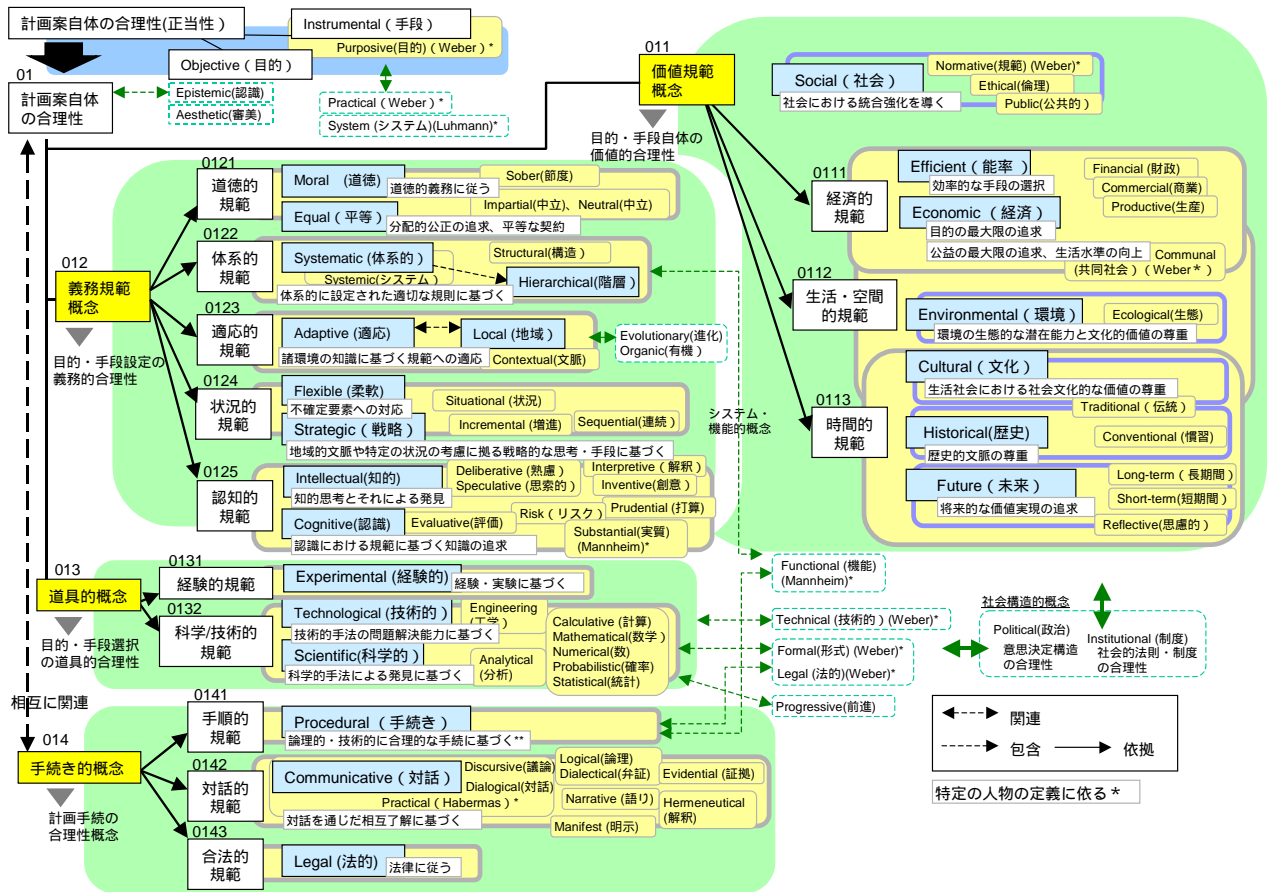 計画案自体の合理性(正当性)
Instrumental（手段）
Purposive(目的)（Weber）*
Objective（目的）
01
計画案自体
の合理性
Epistemic(認識)
Aesthetic(審美)
Practical（Weber）*
System (システム)(Luhmann)*
011
価値規範
概念
目的・手段自体の
価値的合理性
Social（社会）
社会における統合強化を導く
Normative(規範) (Weber)*
Ethical(倫理)
Public(公共的)
0111
経済的
規範
Efficient（能率）
効率的な手段の選択
Economic（経済）
目的の最大限の追求
公益の最大限の追求、生活水準の向上
Financial (財政)
Commercial(商業)
Productive(生産)
Communal
(共同社会)（Weber＊）
0112
生活・空間
的規範
Environmental（環境）
環境の生態的な潜在能力と文化的価値の尊重
Ecological(生態)
0113
時間的
規範
Cultural（文化）
生活社会における社会文化的な価値の尊重
Traditional（伝統）
Historical(歴史)
歴史的文脈の尊重
Conventional (慣習)
Future（未来）
将来的な価値実現の追求
Long-term（長期間）
Short-term(短期間)
Reflective(思慮的）
012
義務規範
概念
目的・手段設定の
義務的合理性
0121
道徳的
規範
Moral （道徳）
道徳的義務に従う
Sober(節度)
Equal（平等）
分配的公正の追求、平等な契約
Impartial(中立)、Neutral(中立)
0122
体系的
規範
Systematic (体系的）
Systemic(システム)
Structural(構造)
Hierarchical(階層）
体系的に設定された適切な規則に基づく
0123
適応的
規範
Adaptive（適応）
Local（地域）
諸環境の知識に基づく規範への適応
Contextual(文脈)
Evolutionary(進化)
Organic(有機）
0124
状況的
規範
Flexible（柔軟）
不確定要素への対応
Situational (状況)
Strategic（戦略）
Incremental（増進）
Sequential(連続）
地域的文脈や特定の状況の考慮に拠る戦略的な思考・手段に基づく
0125
認知的
規範
Intellectual(知的)
知的思考とそれによる発見
Deliberative (熟慮)
Speculative（思索的）
Interpretive（解釈）
Inventive(創意)
Cognitive(認識)
Evaluative(評価)
Risk（リスク）
Prudential (打算)
認識における規範に基づく知識の追求
Substantial(実質)
(Mannheim)*
システム・
機能的概念
013
道具的概念
目的・手段選択
の道具的合理性
0131
経験的規範
Experimental (経験的)
経験・実験に基づく
0132
科学/技術的
規範
Technological (技術的）
Engineering
(工学）
技術的手法の問題解決能力に基づく
Scientific(科学的）
科学的手法による発見に基づく
Analytical
(分析)
Calculative (計算)
Mathematical(数学）
Numerical(数)
Probabilistic(確率)
Statistical(統計)
Functional (機能)
(Mannheim)*
Technical (技術的）(Weber)*
Formal(形式) (Weber)*
Legal (法的)(Weber)*
Progressive(前進)
社会構造的概念
Political(政治)
意思決定構造
の合理性
Institutional (制度)
社会的法則・制度
の合理性
相互に関連
014
手続き的概念
計画手続の
合理性概念
0141
手順的
規範
Procedural（手続き）
論理的・技術的に合理的な手続に基づく**
0142
対話的
規範
Communicative（対話）
Discursive(議論)
Dialogical(対話)
Practical（Habermas）*
対話を通じた相互了解に基づく
Logical(論理)
Dialectical(弁証)
Evidential (証拠)
Narrative (語り)
Hermeneutical
(解釈)
Manifest (明示)
0143
合法的
規範
Legal (法的)
法律に従う
関連
包含
依拠
特定の人物の定義に依る*